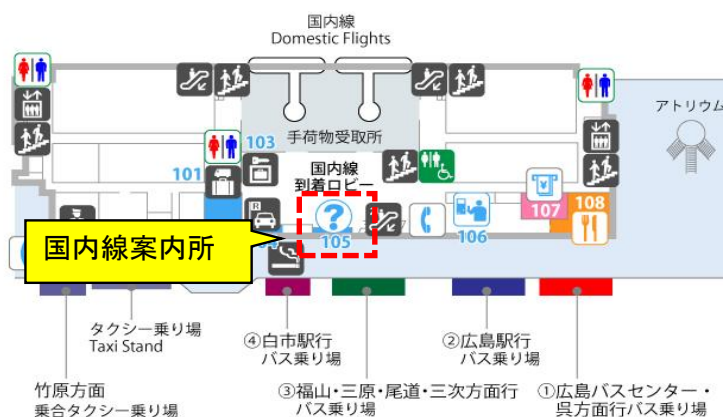 国内線
Domestic Flights
アトリウム
手荷物受取所
103
国内線
到着ロビー
101
R
?
¥
107
108
105
106
国内線案内所
タクシー乗り場
Taxi Stand
④白市駅行
バス乗り場
②広島駅行
バス乗り場
竹原方面
乗合タクシー乗り場
③福山・三原・尾道・三次方面行
バス乗り場
①広島バスセンター・
呉方面行バス乗り場